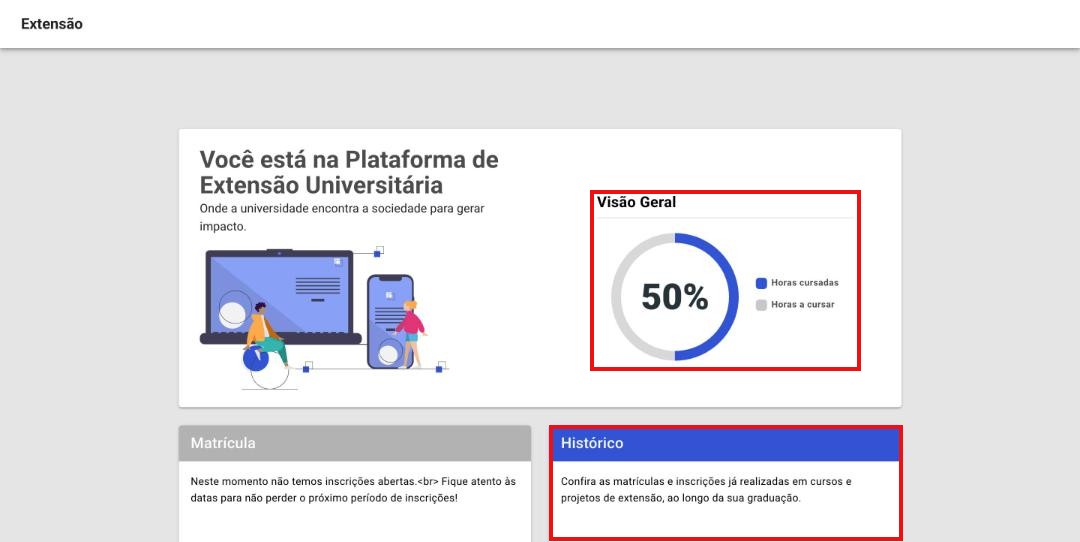 Extensão
Você está na Plataforma de
Extensão Universitária
Onde a universidade encontra a sociedade para gerar
impacto.
Visão Geral
50%
Horas cursadas
Horas a cursar
Matrícula
Neste momento não temos inscrições abertas.<br> Fique atento às
datas para não perder o próximo período de inscrições!
Histórico
Confira as matrículas e inscrições já realizadas em cursos e
projetos de extensão, ao longo da sua graduação.